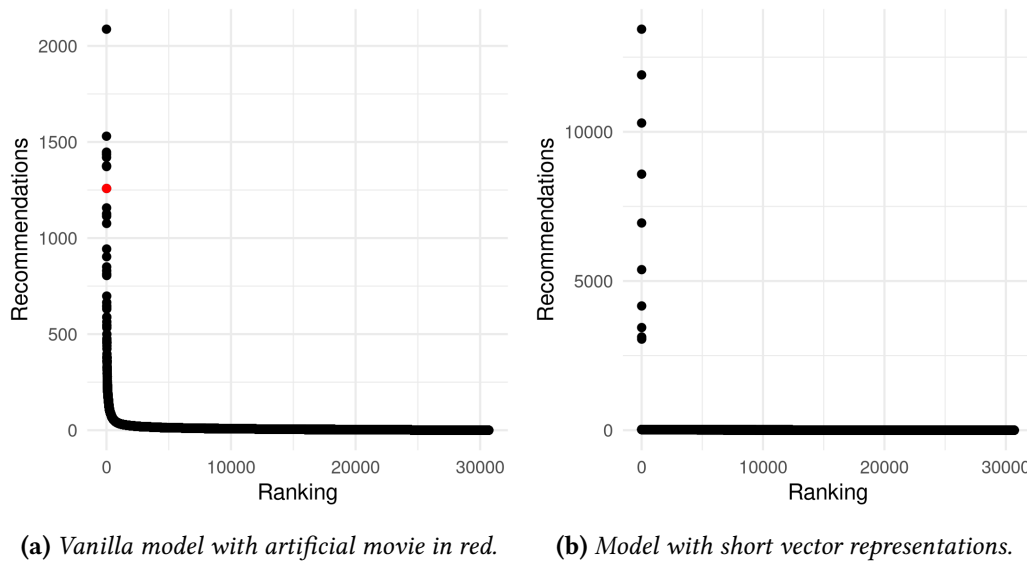 2000
1500
1000
500
0
Recommendations
0 10000 20000 30000
Ranking
(a) Vanilla model with artificial movie in red.
10000
5000
0
Recommendations
0 10000 20000 30000
Ranking
(b) Model with short vector representations.